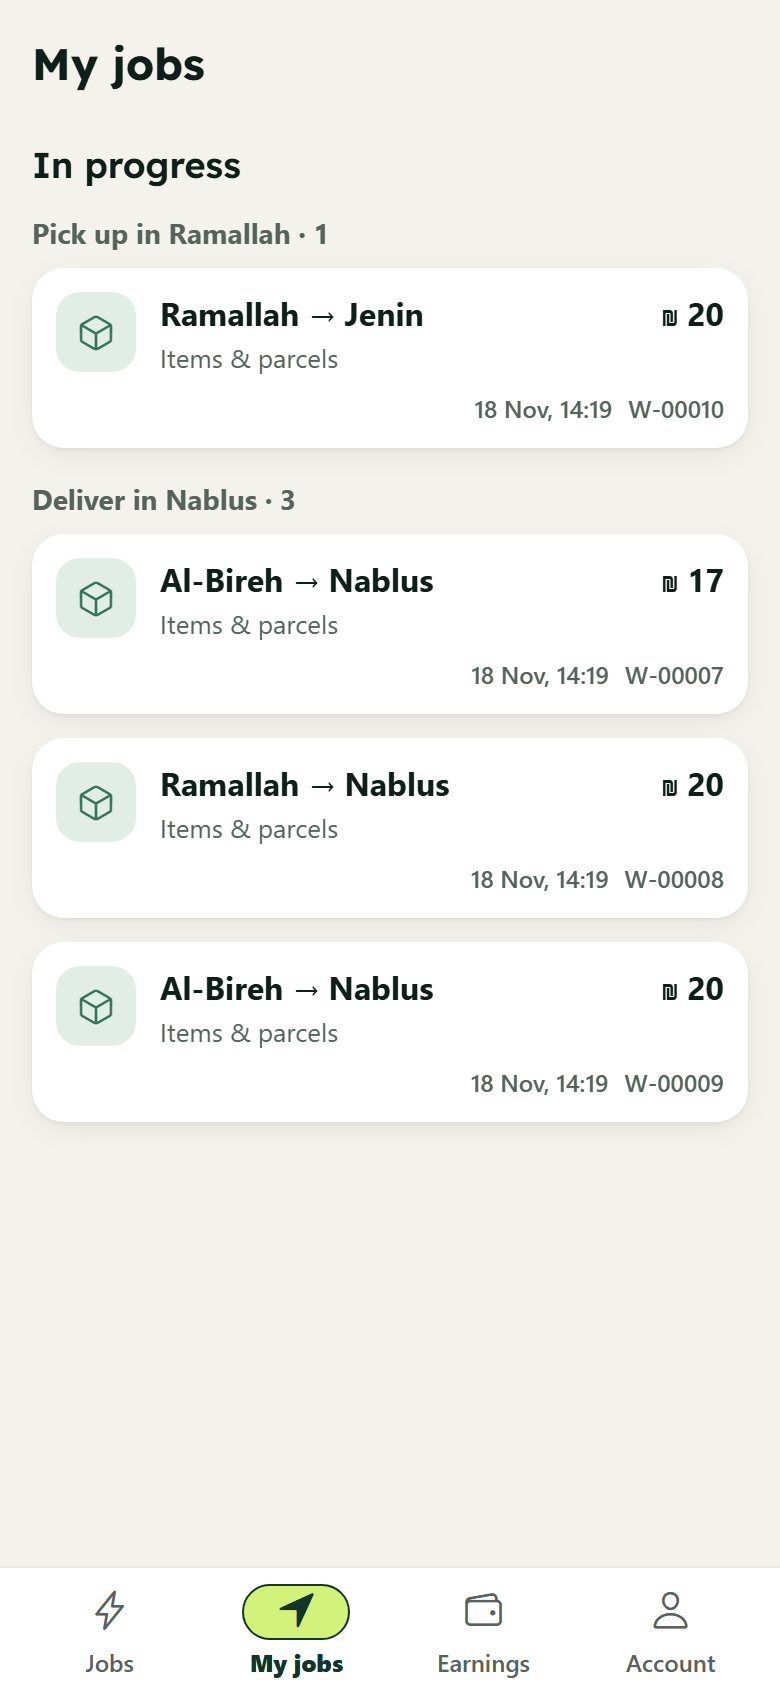 My jobs
In progress
Pick up in Ramallah · 1
Ramallah → Jenin ₪ 20
Items & parcels
18 Nov, 14:19 W-00010
Deliver in Nablus · 3
Al-Bireh → Nablus ₪ 17
Items & parcels
18 Nov, 14:19 W-00007
Ramallah → Nablus ₪ 20
Items & parcels
18 Nov, 14:19 W-00008
Al-Bireh → Nablus ₪ 20
Items & parcels
18 Nov, 14:19 W-00009
Jobs My jobs Earnings Account